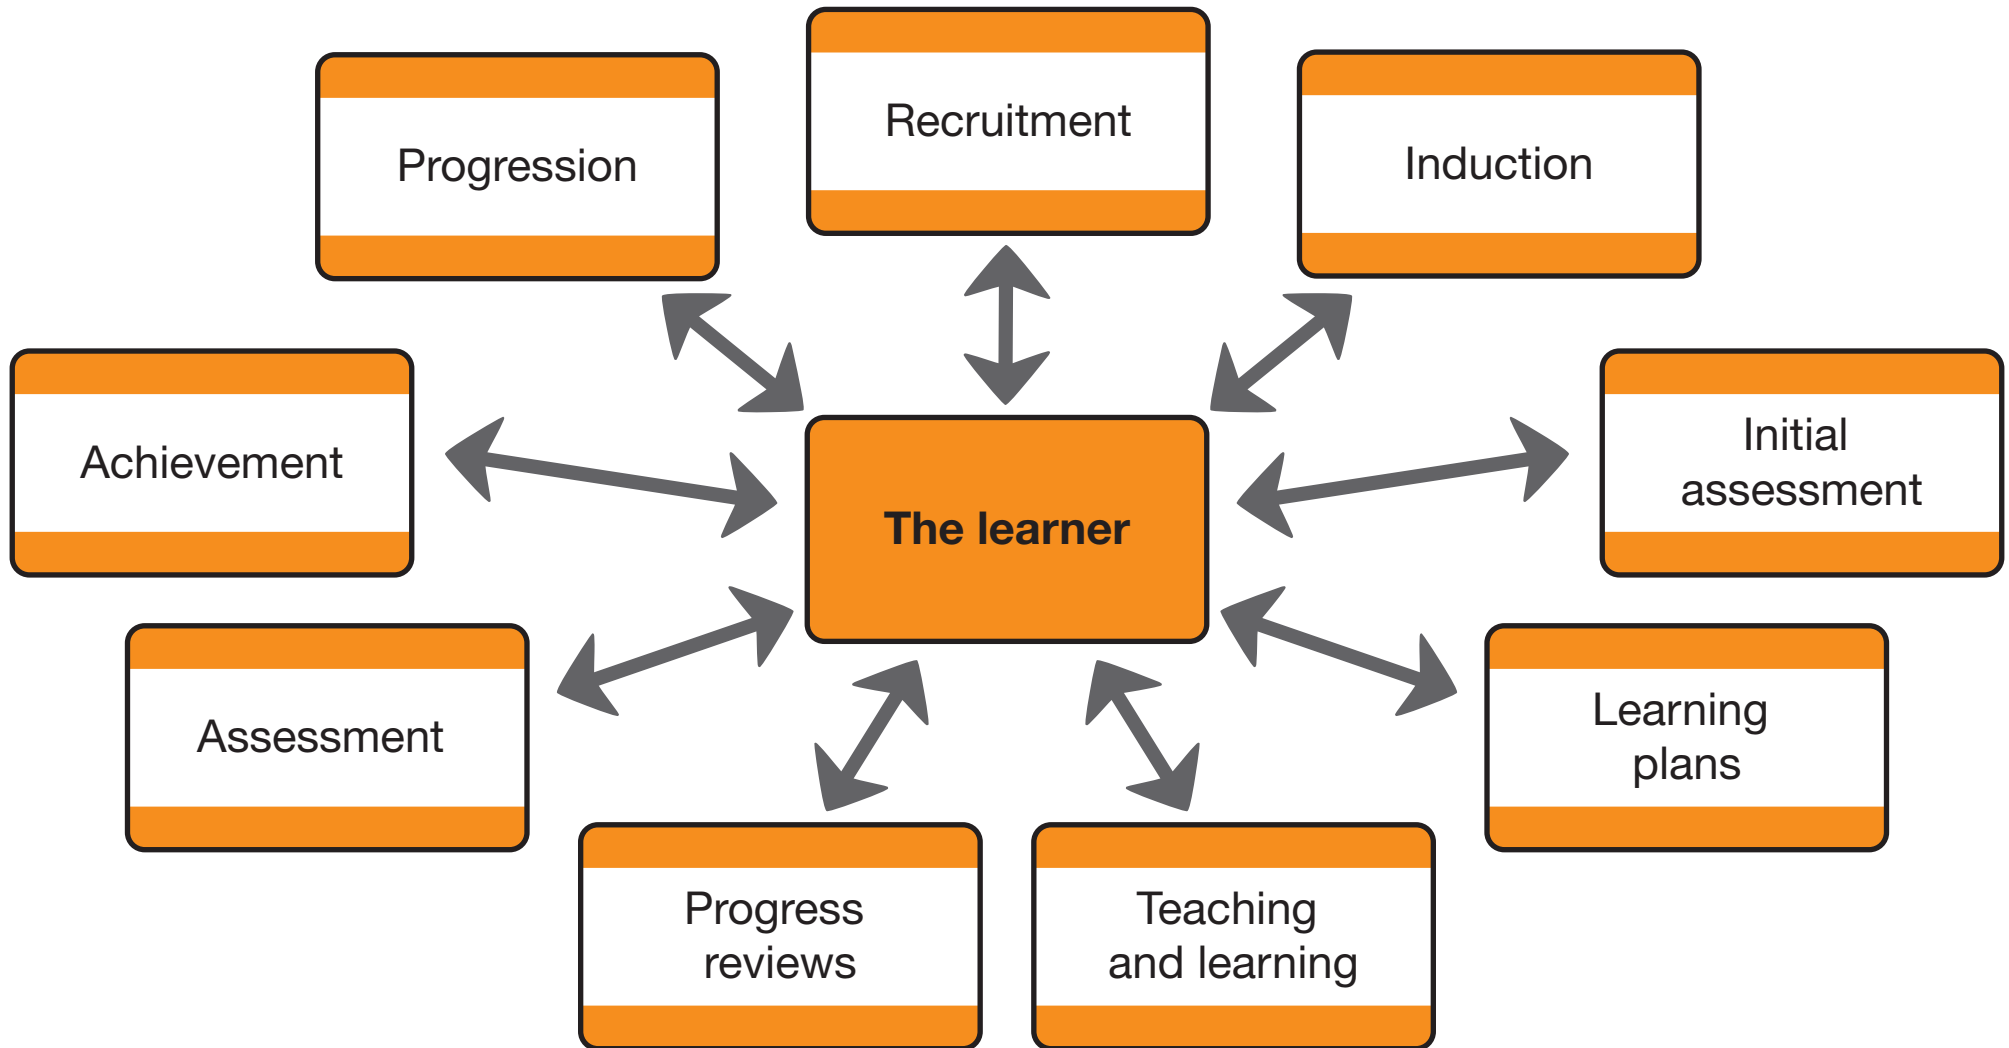 Recruitment
Induction
Initial
assessment
Learning
plans
Teaching
and learning
Progress
reviews
Assessment
Achievement
Progression
The learner